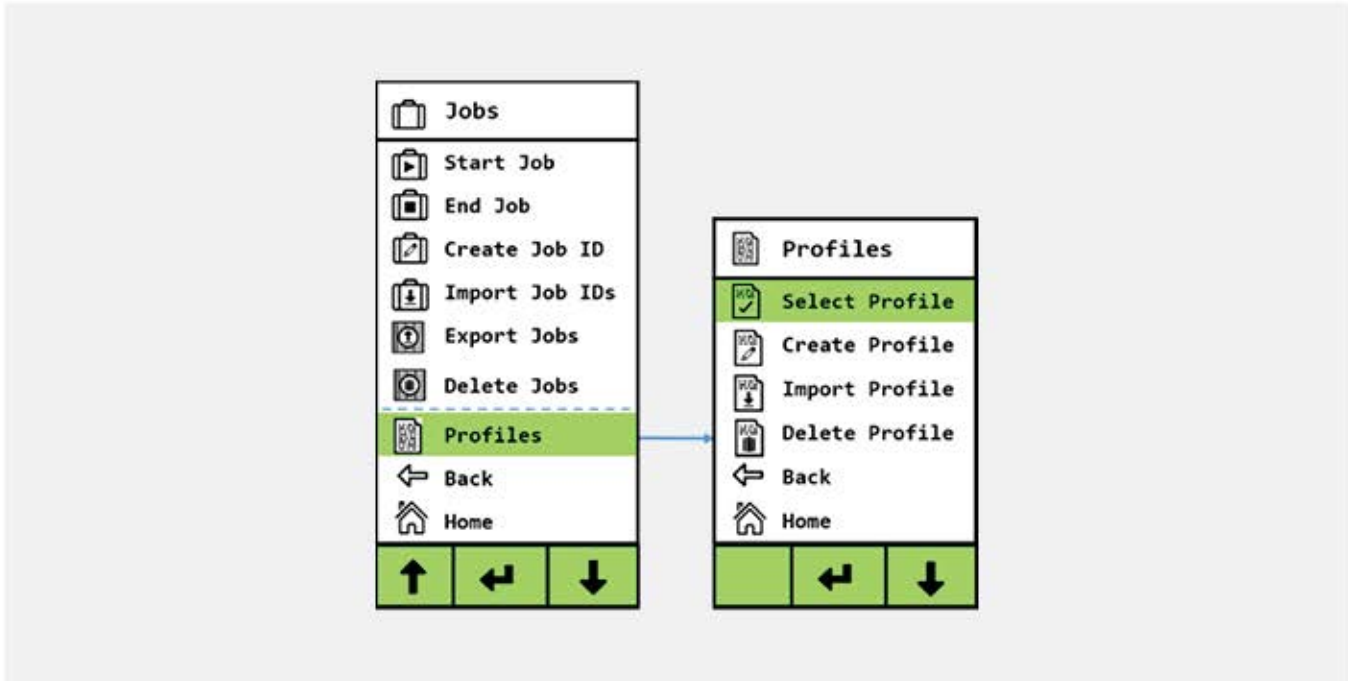 Jobs
Start Job
End Job
Create Job ID
Import Job IDs
Export Jobs
Delete Jobs
Profiles
Back
Home
Profiles
Select Profile
Create Profile
Import Profile
Delete Profile
Back
Home